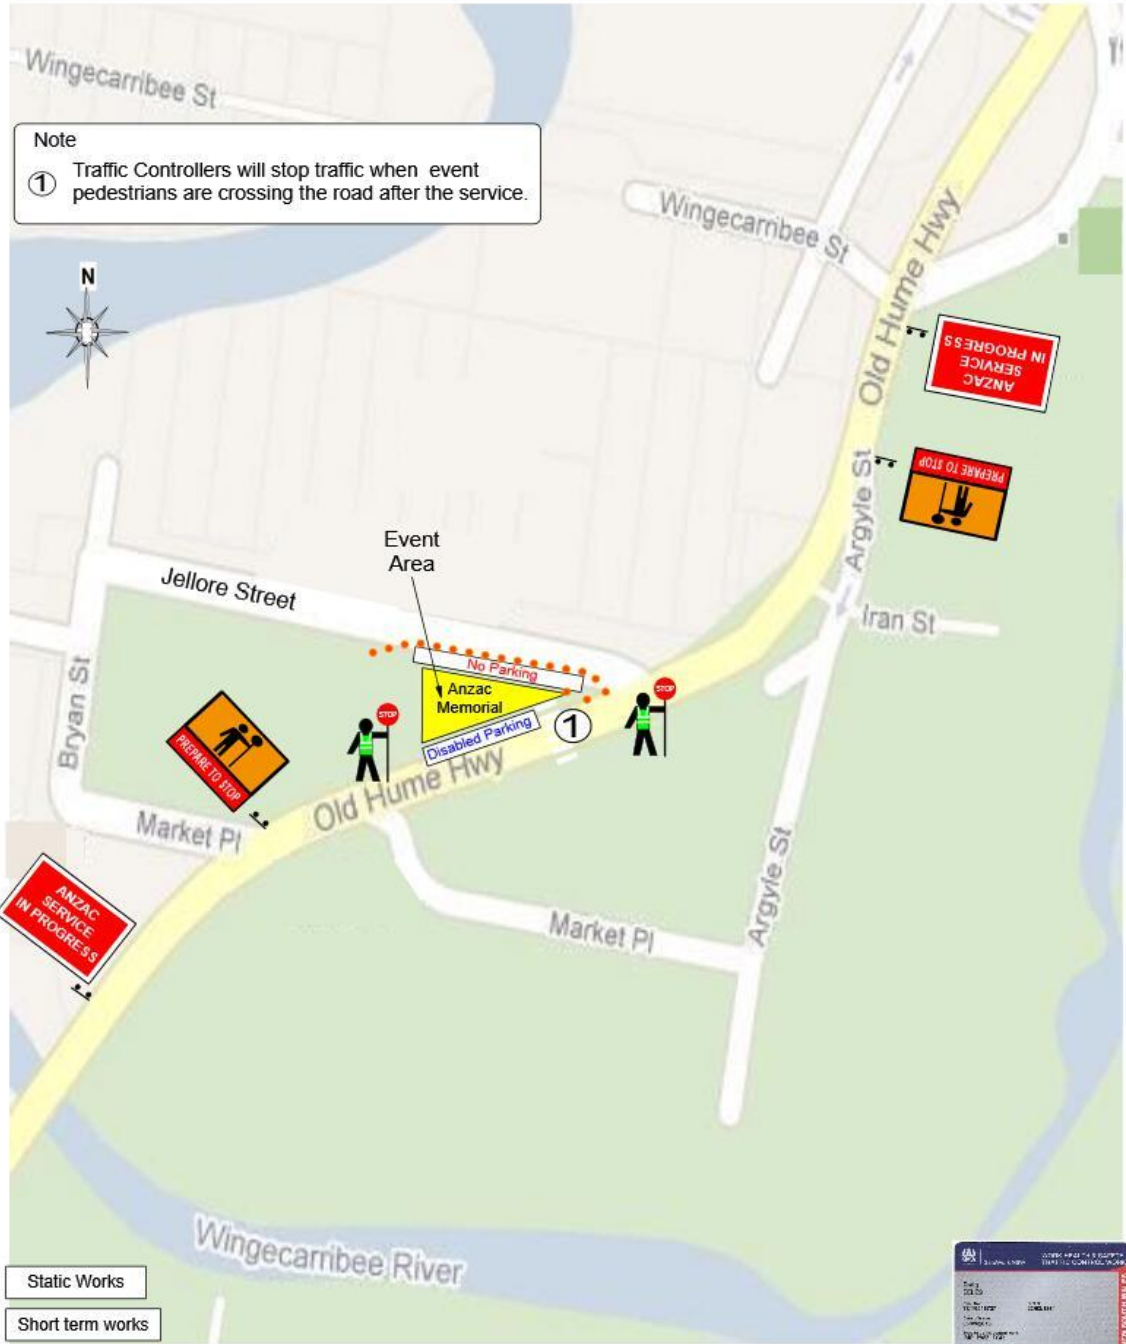 Wingecarribee St
Note
1 Traffic Controllers will stop traffic when event
pedestrians are crossing the road after the service.
N
Wingecarribee St
Old Hume Hwy
ANZAC
SERVICE
IN PROGRESS
PREPARE TO STOP
Argyle St
Iran St
Event
Area
Jellore Street
No Parking
Anzac
Memorial
Disabled Parking
1
STOP
STOP
Bryan St
PREPARE TO STOP
Old Hume Hwy
Market Pl
ANZAC
SERVICE
IN PROGRESS
Market Pl
Argyle St
Wingecarribee River
Static Works
Short term works
WORK HEALTH & SAFETY